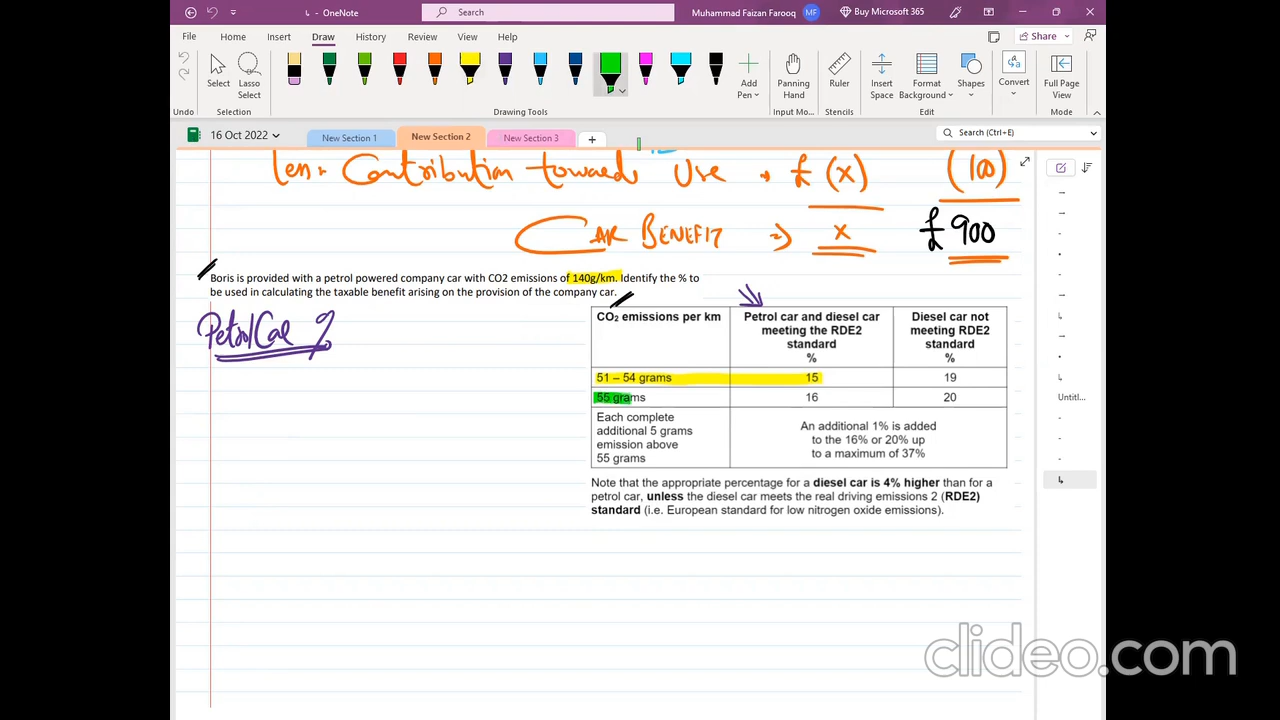 OneNote
Search
Muhammad Faizan Farooq
MF
Buy Microsoft 365
File
Home
Insert
Draw
History
Review
View
Help
Share
Select
Lasso Select
Add Pen
Panning Hand
Ruler
Insert Space
Format Background
Shapes
Convert
Full Page View
Undo
Selection
Drawing Tools
Input Mo...
Stencils
Edit
Mode
16 Oct 2022
New Section 1
New Section 2
New Section 3
Search (Ctrl+E)
Contribution towards Use £ (x) (100)
CAR BENEFIT x £900
Boris is provided with a petrol powered company car with CO2 emissions of 140g/km. Identify the % to
be used in calculating the taxable benefit arising on the provision of the company car.
Petrol Car %
CO2 emissions per km
Petrol car and diesel car
meeting the RDE2
standard
%
Diesel car not
meeting RDE2
standard
%
51 – 54 grams 15 19
55 grams 16 20
Each complete
additional 5 grams
emission above
55 grams
An additional 1% is added
to the 16% or 20% up
to a maximum of 37%
Note that the appropriate percentage for a diesel car is 4% higher than for a
petrol car, unless the diesel car meets the real driving emissions 2 (RDE2)
standard (i.e. European standard for low nitrogen oxide emissions).
Untitl...
clideo.com